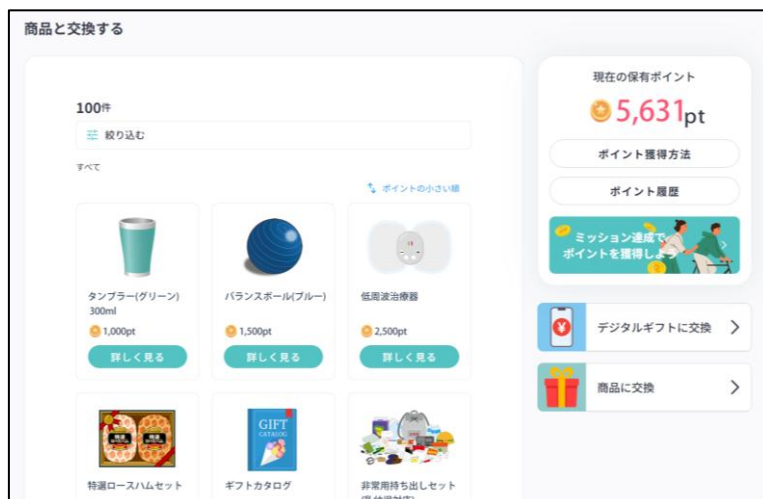 商品と交換する
100件
絞り込む
すべて
ポイントの小さい順
タンブラー(グリーン)
300ml
1,000pt
詳しく見る
バランスボール(ブルー)
1,500pt
詳しく見る
低周波治療器
2,500pt
詳しく見る
特選ロースハムセット
GIFT
CATALOG
ギフトカタログ
非常用持ち出しセット
現在の保有ポイント
5,631pt
ポイント獲得方法
ポイント履歴
ミッション達成で
ポイントを獲得しよう
デジタルギフトに交換
商品に交換